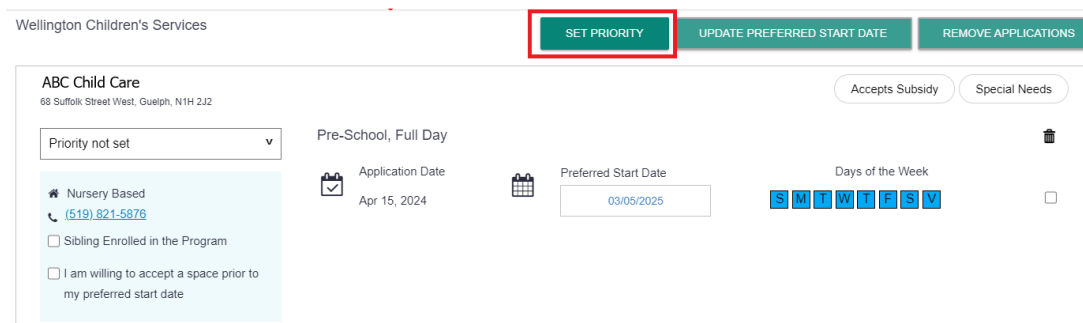 Wellington Children's Services
SET PRIORITY
UPDATE PREFERRED START DATE
REMOVE APPLICATIONS
ABC Child Care
68 Suffolk Street West, Guelph, N1H 2J2
Accepts Subsidy
Special Needs
Priority not set
Pre-School, Full Day
Nursery Based
(519) 821-5876
Sibling Enrolled in the Program
I am willing to accept a space prior to
my preferred start date
Application Date
Apr 15, 2024
Preferred Start Date
03/05/2025
Days of the Week
S M T W T F S V